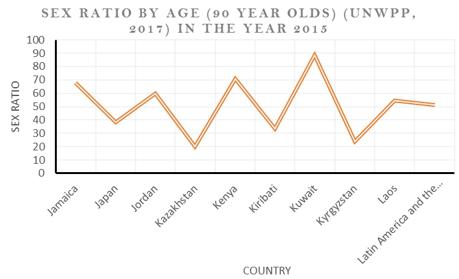 SEX RATIO BY AGE (90 YEAR OLDS) (UNWPP,
2017) IN THE YEAR 2015
SEX RATIO
100
90
80
70
60
50
40
30
20
10
0
Jamaica
Japan
Jordan
Kazakhstan
Kenya
Kiribati
Kuwait
Kyrgyzstan
Laos
Latin America and the...
COUNTRY